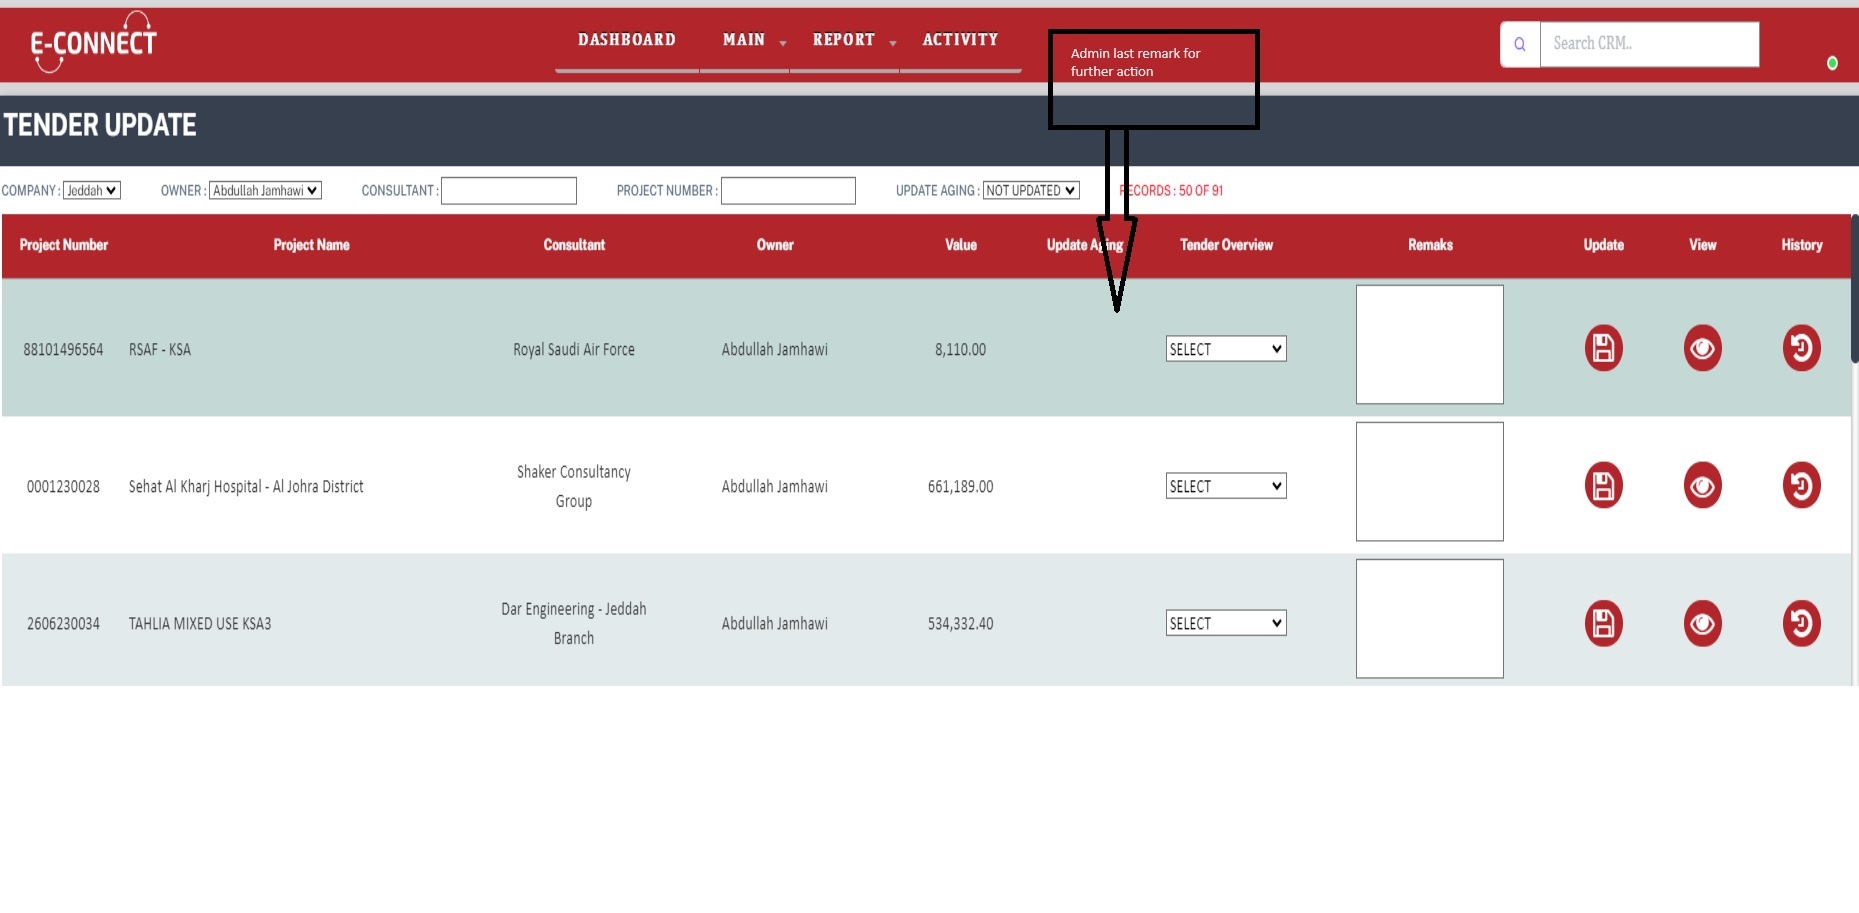 E-CONNECT
DASHBOARD MAIN REPORT ACTIVITY
Admin last remark for
further action
Search CRM..
TENDER UPDATE
COMPANY : Jeddah OWNER : Abdullah Jamhawi CONSULTANT : PROJECT NUMBER : UPDATE AGING : NOT UPDATED RECORDS : 50 OF 91
Project Number Project Name Consultant Owner Value Update Aging Tender Overview Remaks Update View History
88101496564 RSAF - KSA Royal Saudi Air Force Abdullah Jamhawi 8,110.00 SELECT
0001230028 Sehat Al Kharj Hospital - Al Johra District Shaker Consultancy Abdullah Jamhawi 661,189.00 SELECT
Group
2606230034 TAHLIA MIXED USE KSA3 Dar Engineering - Jeddah Abdullah Jamhawi 534,332.40 SELECT
Branch